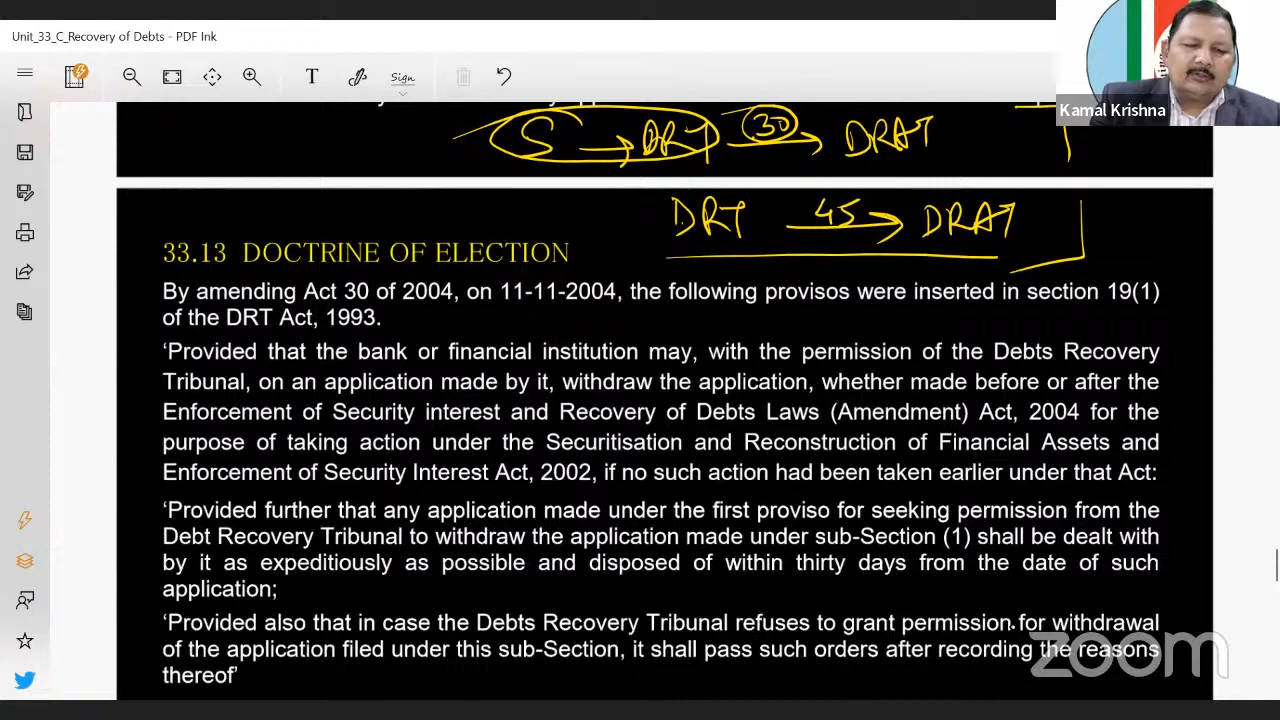 Unit_33_C_Recovery of Debts - PDF Ink
T
Sign
Kamal Krishna
S → DRT 30 → DRAT
DRT 45 → DRAT
33.13 DOCTRINE OF ELECTION
By amending Act 30 of 2004, on 11-11-2004, the following provisos were inserted in section 19(1)
of the DRT Act, 1993.
‘Provided that the bank or financial institution may, with the permission of the Debts Recovery
Tribunal, on an application made by it, withdraw the application, whether made before or after the
Enforcement of Security interest and Recovery of Debts Laws (Amendment) Act, 2004 for the
purpose of taking action under the Securitisation and Reconstruction of Financial Assets and
Enforcement of Security Interest Act, 2002, if no such action had been taken earlier under that Act:
‘Provided further that any application made under the first proviso for seeking permission from the
Debt Recovery Tribunal to withdraw the application made under sub-Section (1) shall be dealt with
by it as expeditiously as possible and disposed of within thirty days from the date of such
application;
‘Provided also that in case the Debts Recovery Tribunal refuses to grant permission for withdrawal
of the application filed under this sub-Section, it shall pass such orders after recording the reasons
thereof’
zoom